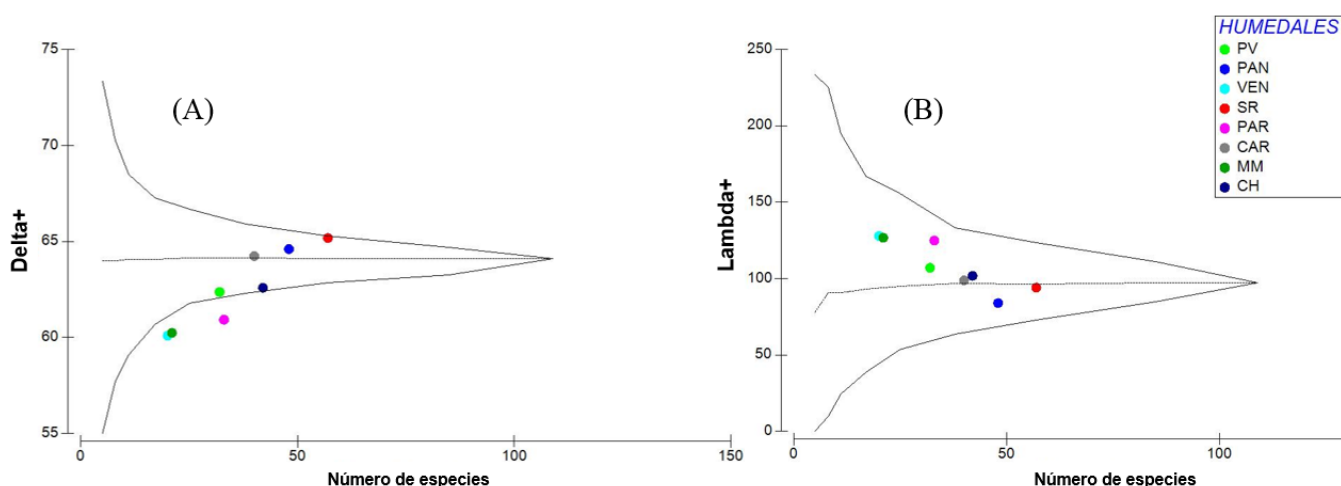 (A)
75
70
65
60
55
Delta+
0
50
100
150
Número de especies
(B)
250
200
150
100
50
0
Lambda+
0
50
100
Número de especies
HUMEDALES
PV
PAN
VEN
SR
PAR
CAR
MM
CH